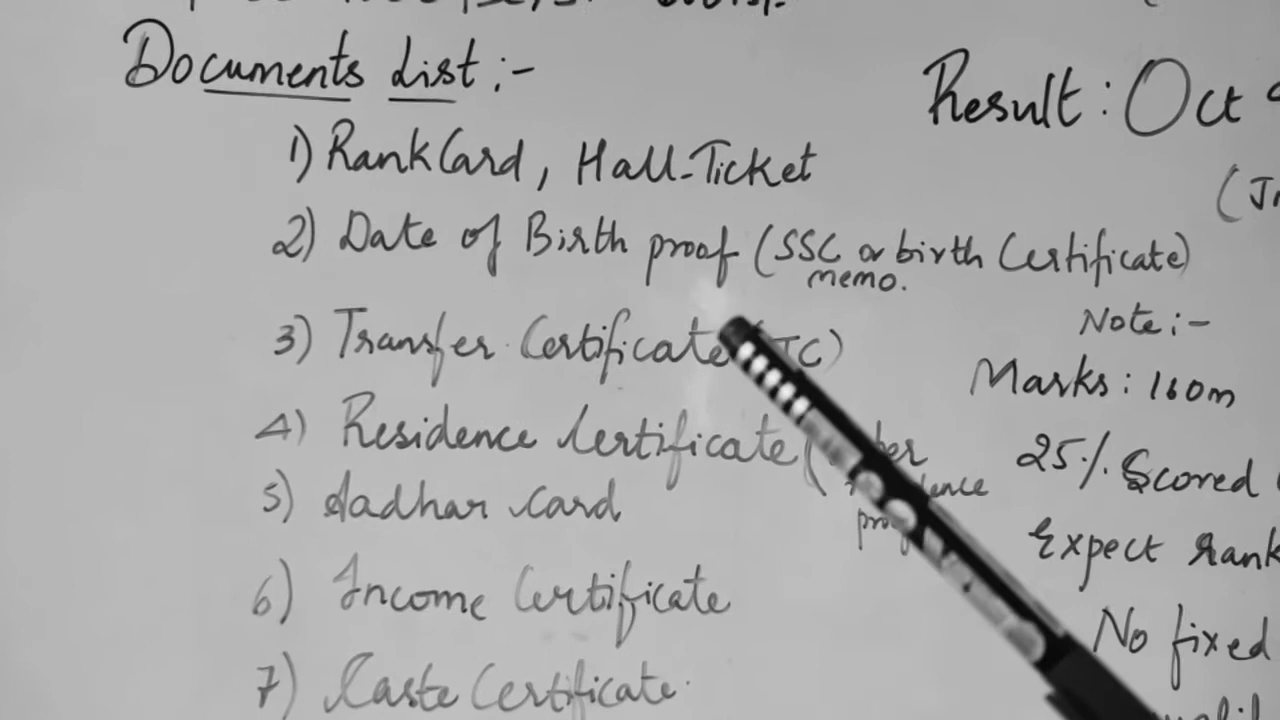 Documents List :-
Result : Oct
1) Rank Card, Hall-Ticket
2) Date of Birth proof (SSC or birth Certificate)
memo.
3) Transfer Certificate (TC)
Note :-
Marks : 160m
4) Residence Certificate (
25% Scored
5) Aadhar Card
Expect rank
6) Income Certificate
No fixed
7) Caste Certificate